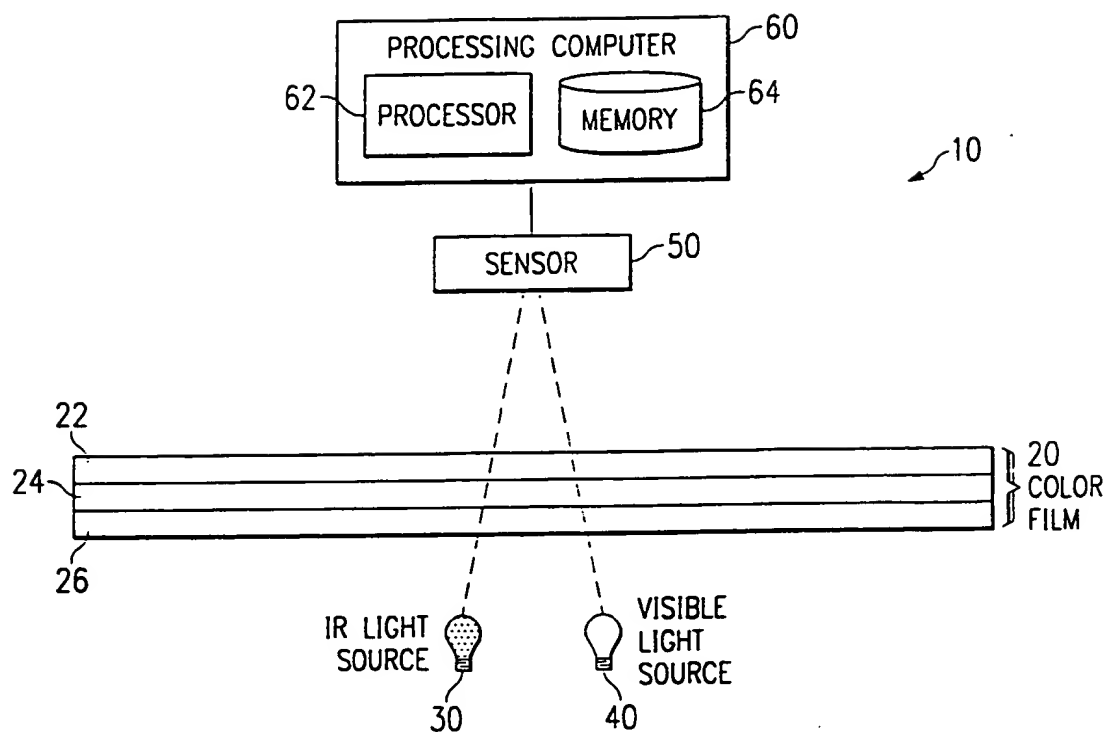 PROCESSING COMPUTER
60
62
PROCESSOR
MEMORY
64
10
SENSOR
50
22
24
26
20
COLOR
FILM
IR LIGHT
SOURCE
VISIBLE
LIGHT
SOURCE
30
40